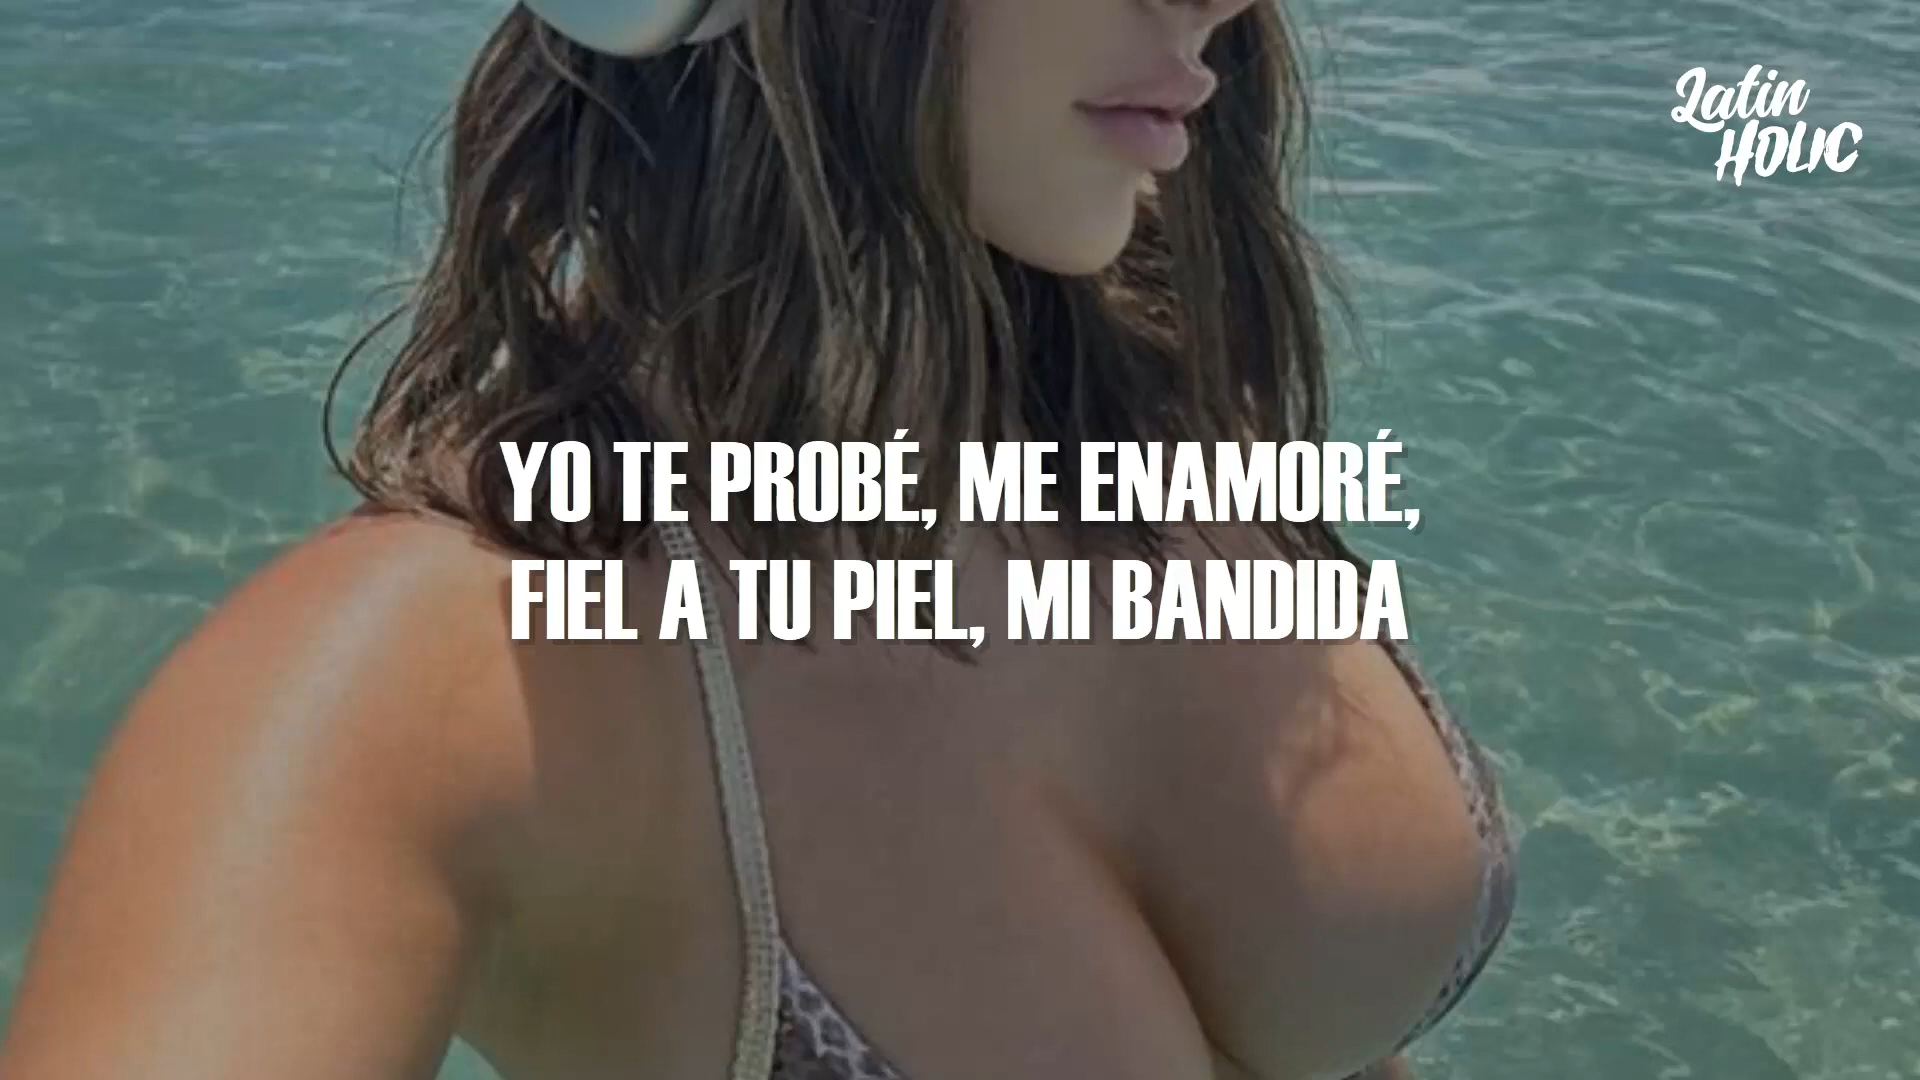 Latin
HOLIC
YO TE PROBÉ, ME ENAMORÉ,
FIEL A TU PIEL, MI BANDIDA